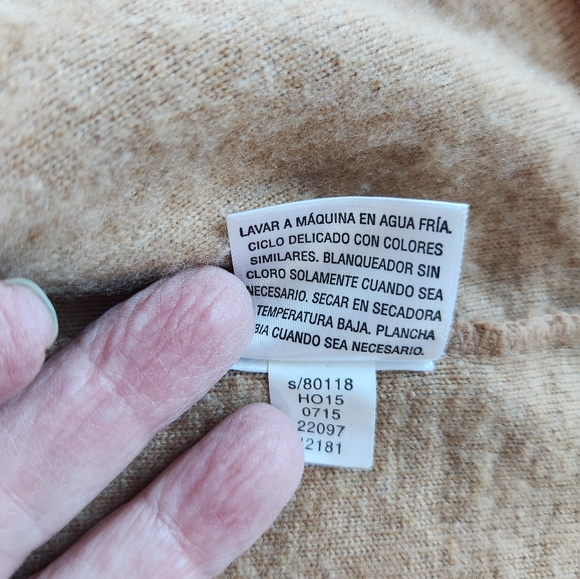 LAVAR A MÁQUINA EN AGUA FRÍA.
CICLO DELICADO CON COLORES
SIMILARES. BLANQUEADOR SIN
CLORO SOLAMENTE CUANDO SEA
NECESARIO. SECAR EN SECADORA
TEMPERATURA BAJA. PLANCHA
CUANDO SEA NECESARIO.
s/80118
HO15
0715
22097
2181